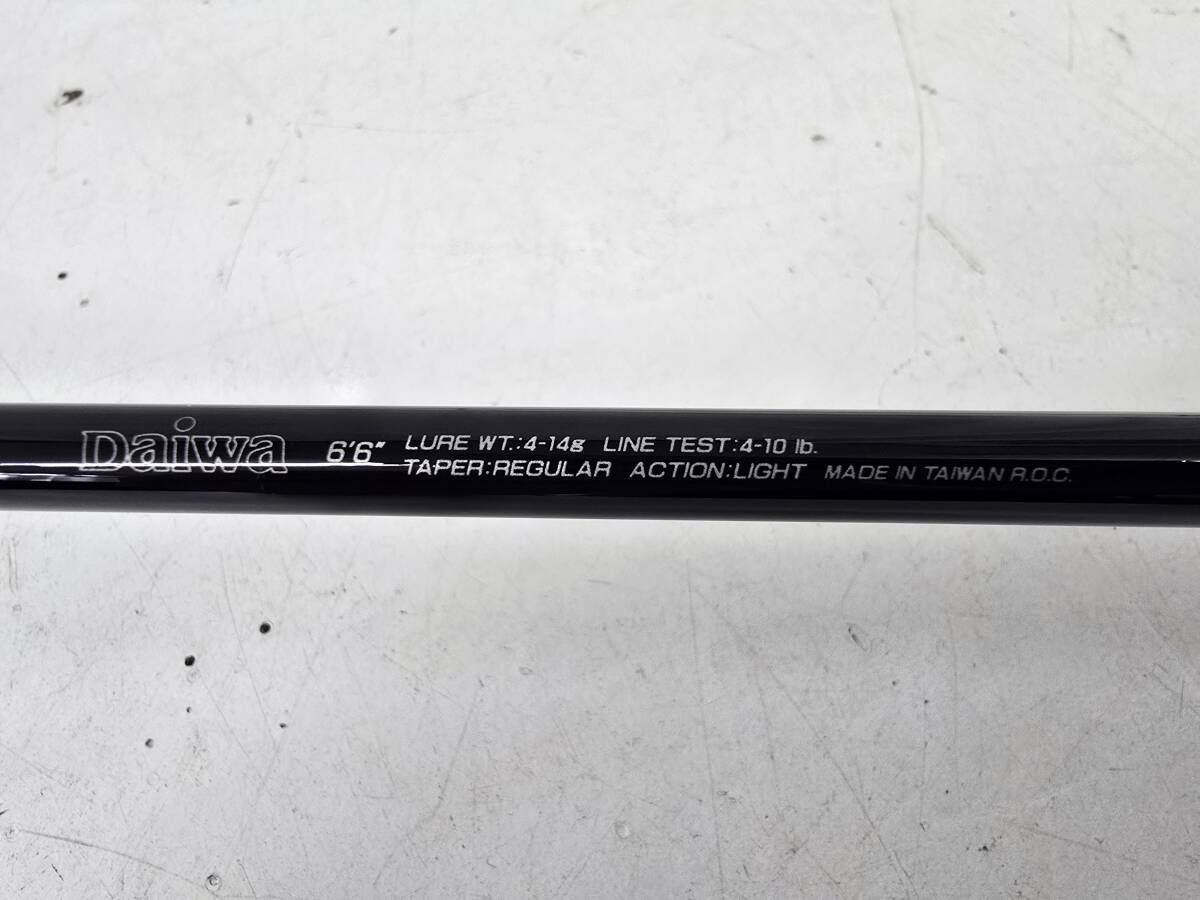 Daiwa 6'6" LURE WT.:4-14g LINE TEST:4-10 lb.
TAPER:REGULAR ACTION:LIGHT MADE IN TAIWAN R.O.C.